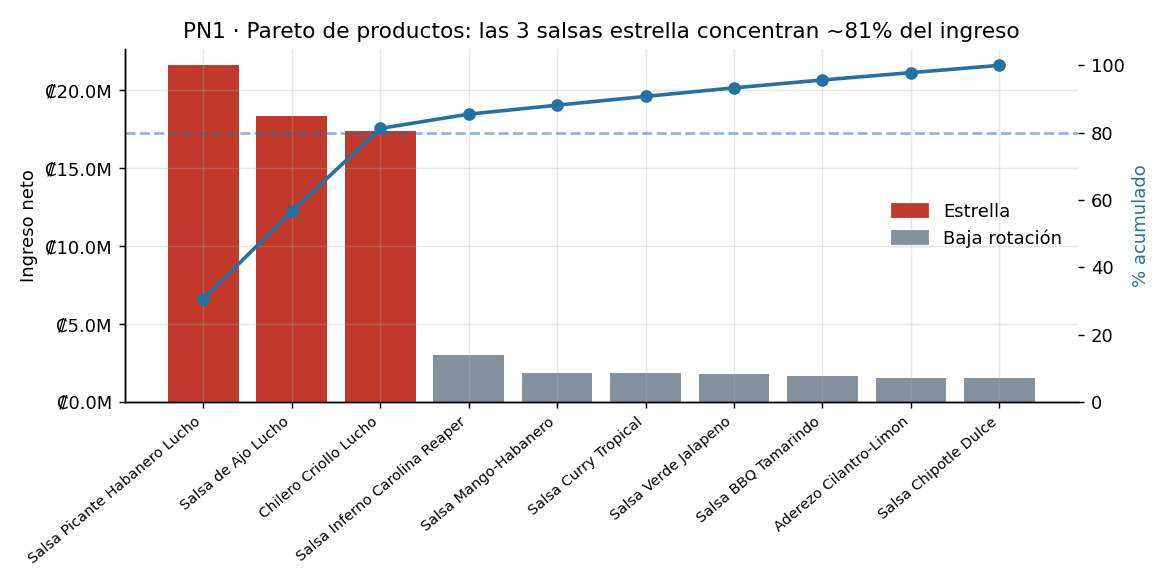 PN1 · Pareto de productos: las 3 salsas estrella concentran ~81% del ingreso
Ingreso neto
₡20.0M
₡15.0M
₡10.0M
₡5.0M
₡0.0M
100
80
60
40
20
0
% acumulado
Estrella
Baja rotación
Salsa Picante Habanero Lucho
Salsa de Ajo Lucho
Chilero Criollo Lucho
Salsa Inferno Carolina Reaper
Salsa Mango-Habanero
Salsa Curry Tropical
Salsa Verde Jalapeno
Salsa BBQ Tamarindo
Aderezo Cilantro-Limon
Salsa Chipotle Dulce